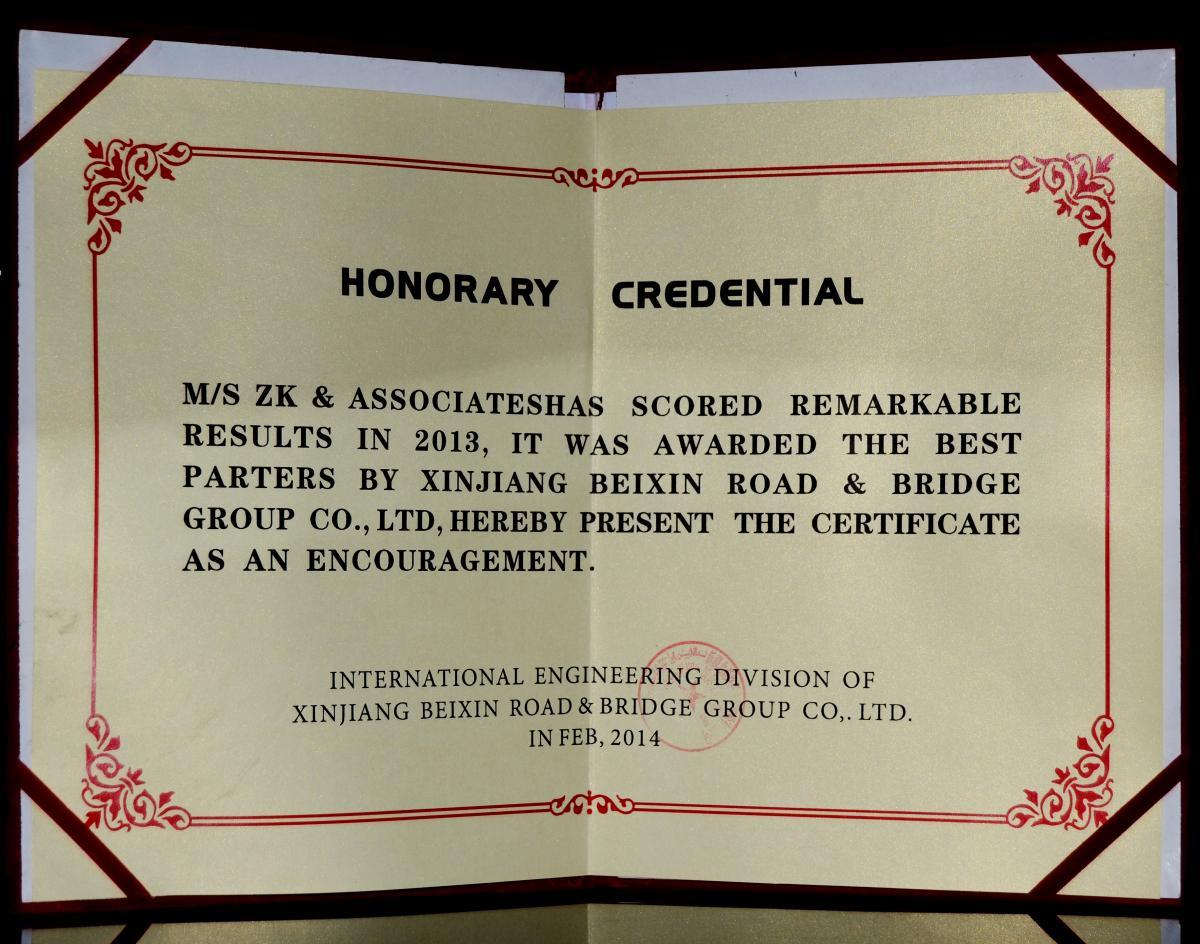 HONORARY CREDENTIAL
M/S ZK & ASSOCIATESHAS SCORED REMARKABLE
RESULTS IN 2013, IT WAS AWARDED THE BEST
PARTERS BY XINJIANG BEIXIN ROAD & BRIDGE
GROUP CO., LTD, HEREBY PRESENT THE CERTIFICATE
AS AN ENCOURAGEMENT.
INTERNATIONAL ENGINEERING DIVISION OF
XINJIANG BEIXIN ROAD & BRIDGE GROUP CO,. LTD.
IN FEB, 2014